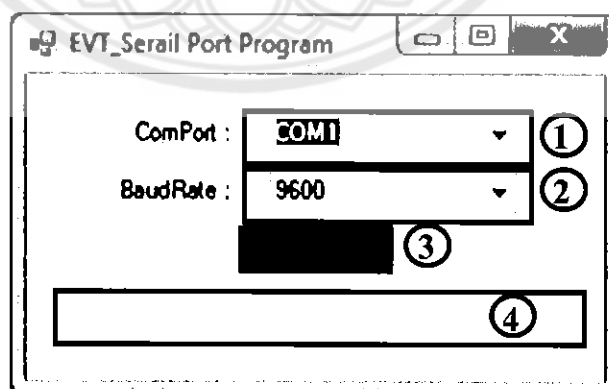 EVT_Serail Port Program
ComPort : COM1 1
BaudRate : 9600 2
3
4